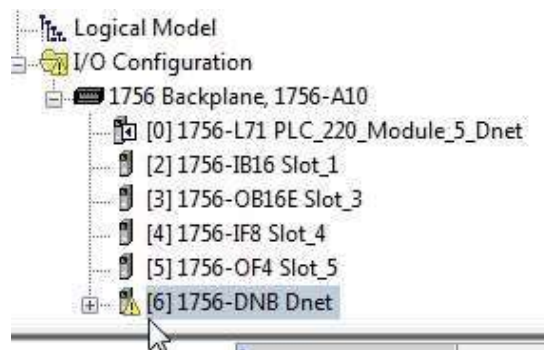 Logical Model
I/O Configuration
1756 Backplane, 1756-A10
[0] 1756-L71 PLC_220_Module_5_Dnet
[2] 1756-IB16 Slot_1
[3] 1756-OB16E Slot_3
[4] 1756-IF8 Slot_4
[5] 1756-OF4 Slot_5
[6] 1756-DNB Dnet